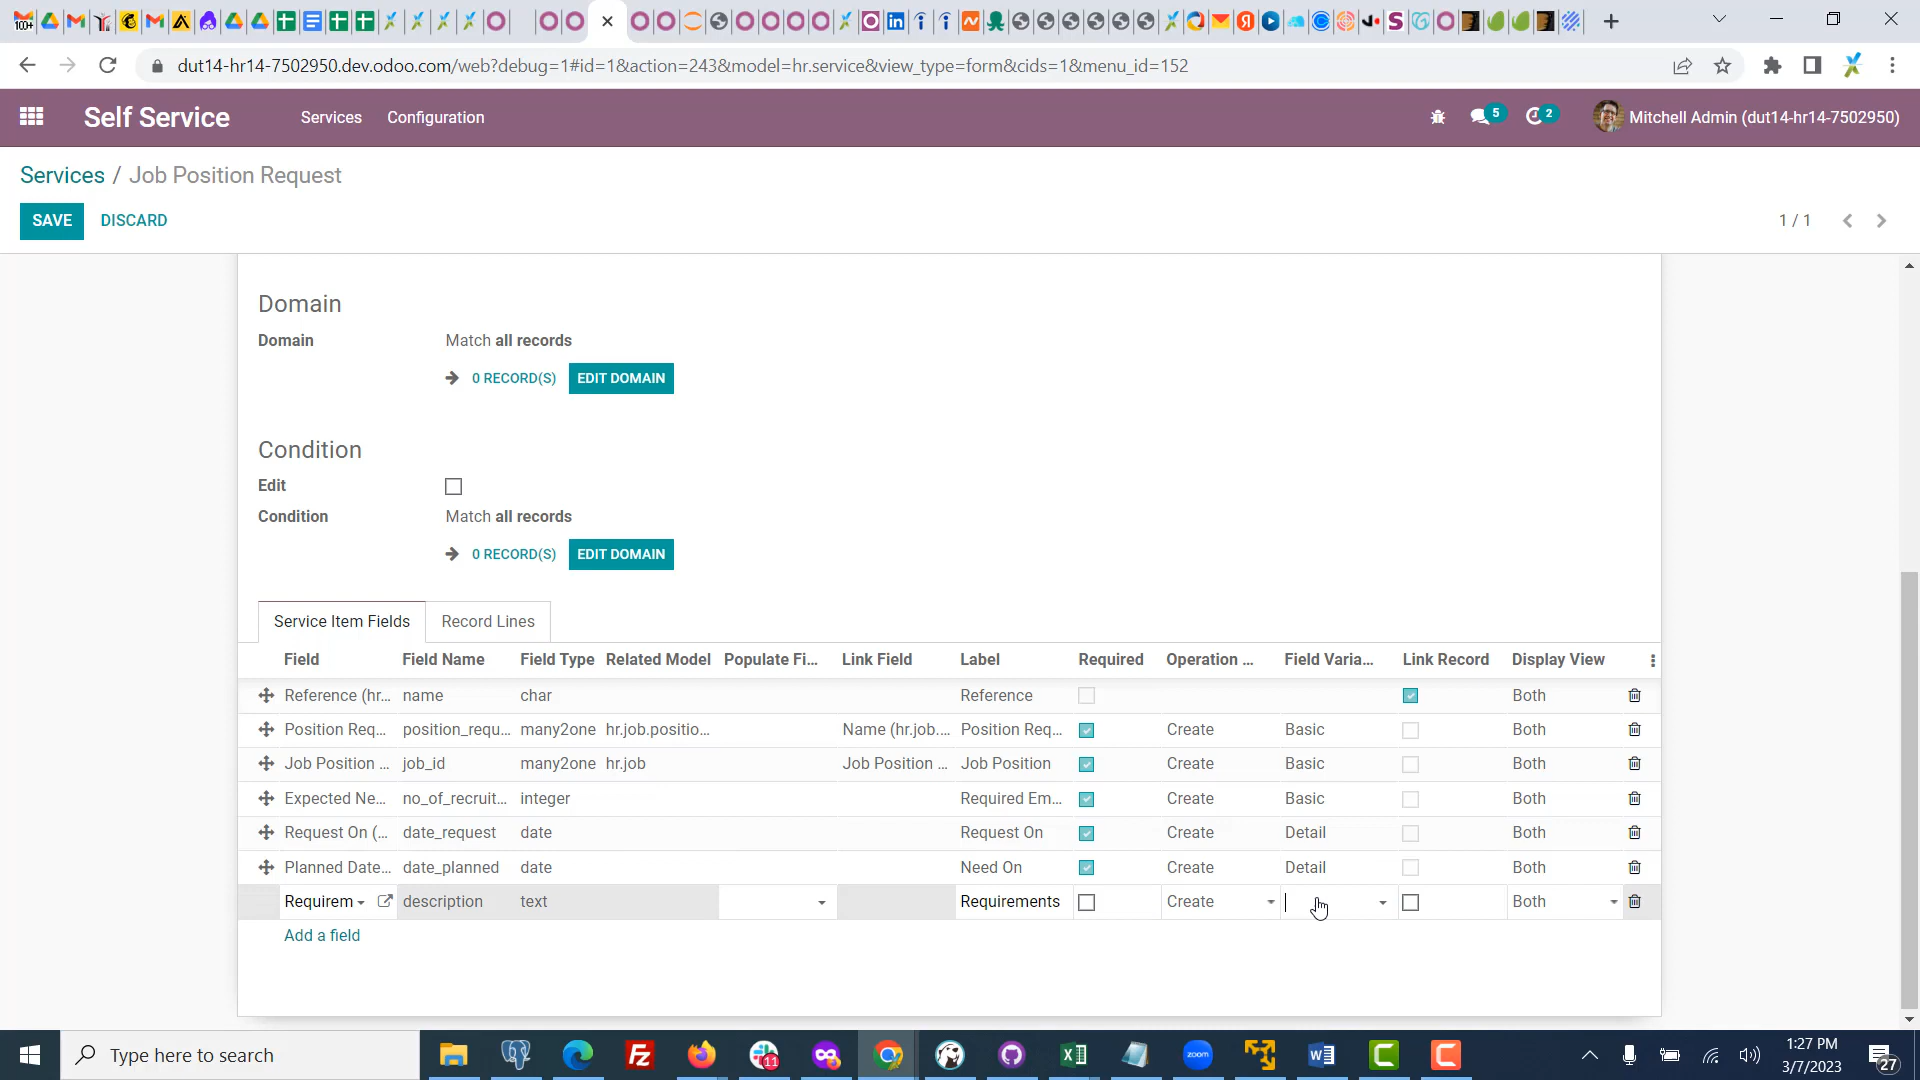 dut14-hr14-7502950.dev.odoo.com/web?debug=1#id=1&action=243&model=hr.service&view_type=form&cids=1&menu_id=152
Self Service
Services
Configuration
5
2
Mitchell Admin (dut14-hr14-7502950)
Services / Job Position Request
SAVE
DISCARD
1 / 1
Domain
Domain
Match all records
0 RECORD(S)
EDIT DOMAIN
Condition
Edit
Condition
Match all records
0 RECORD(S)
EDIT DOMAIN
Service Item Fields
Record Lines
Field Field Name Field Type Related Model Populate Fi... Link Field Label Required Operation ... Field Varia... Link Record Display View
Reference (hr... name char Reference Both
Position Req... position_requ... many2one hr.job.positio... Name (hr.job.... Position Req... Create Basic Both
Job Position ... job_id many2one hr.job Job Position ... Job Position Create Basic Both
Expected Ne... no_of_recruit... integer Required Em... Create Basic Both
Request On (... date_request date Request On Create Detail Both
Planned Date... date_planned date Need On Create Detail Both
Requirem description text Requirements Create Both
Add a field
Type here to search
11
zoom
1:27 PM
3/7/2023
27